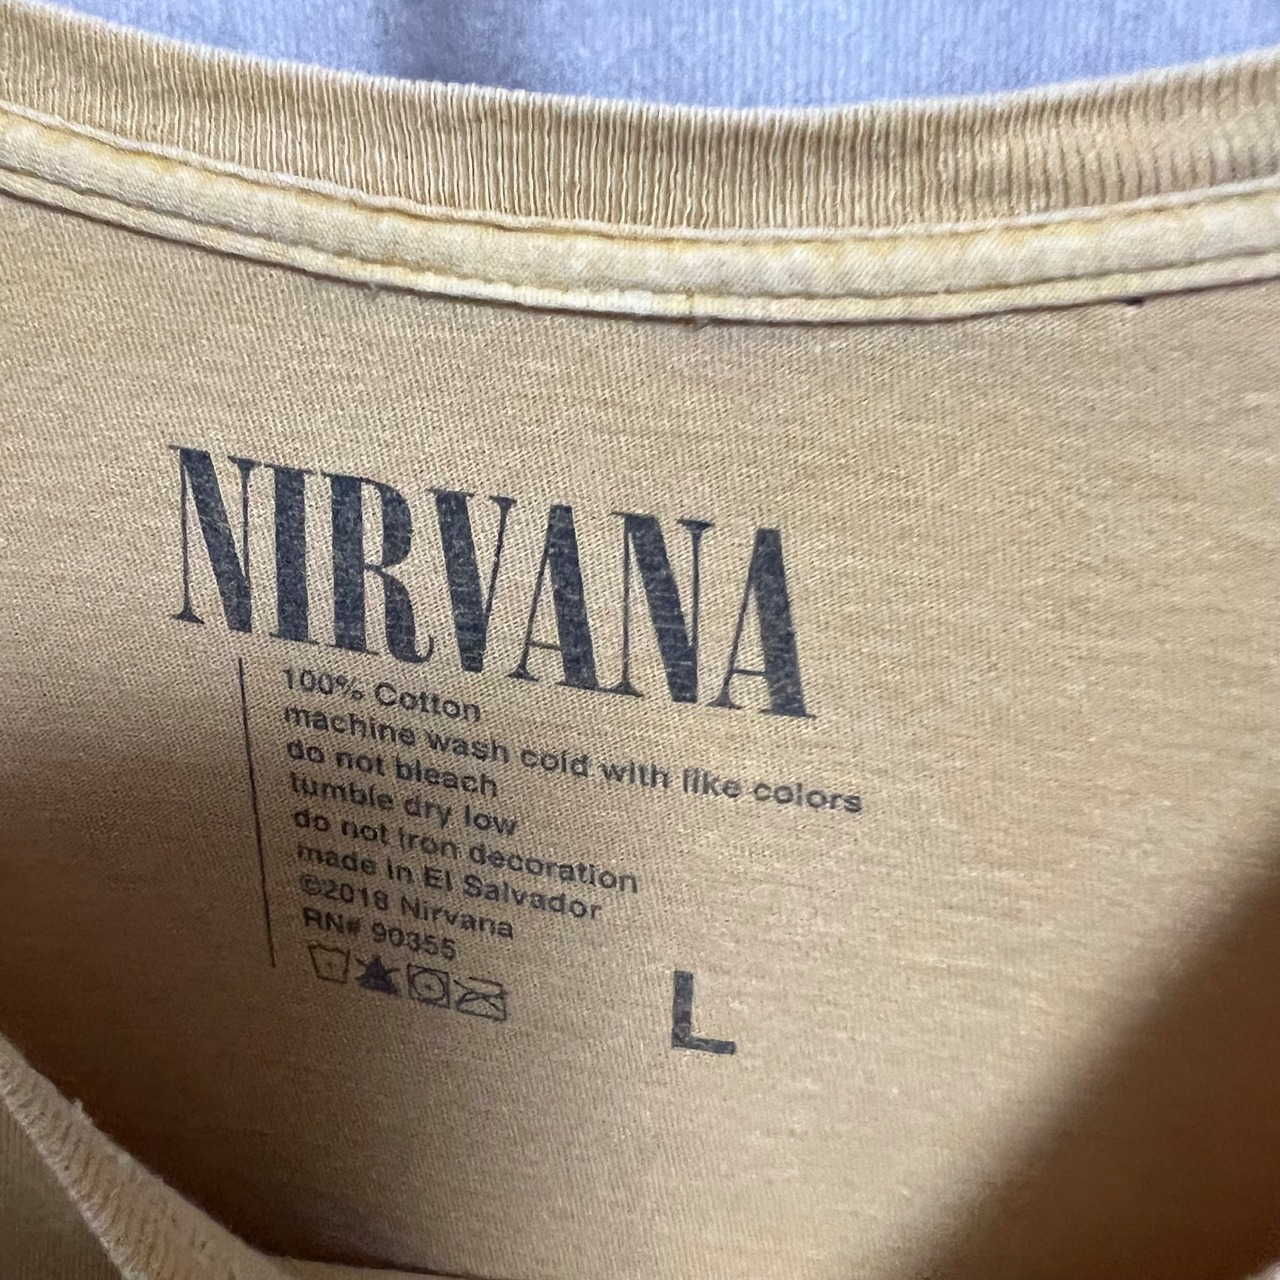 NIRVANA
100% Cotton
machine wash cold with like colors
do not bleach
tumble dry low
do not iron decoration
made in El Salvador
©2018 Nirvana
RN# 90355
L